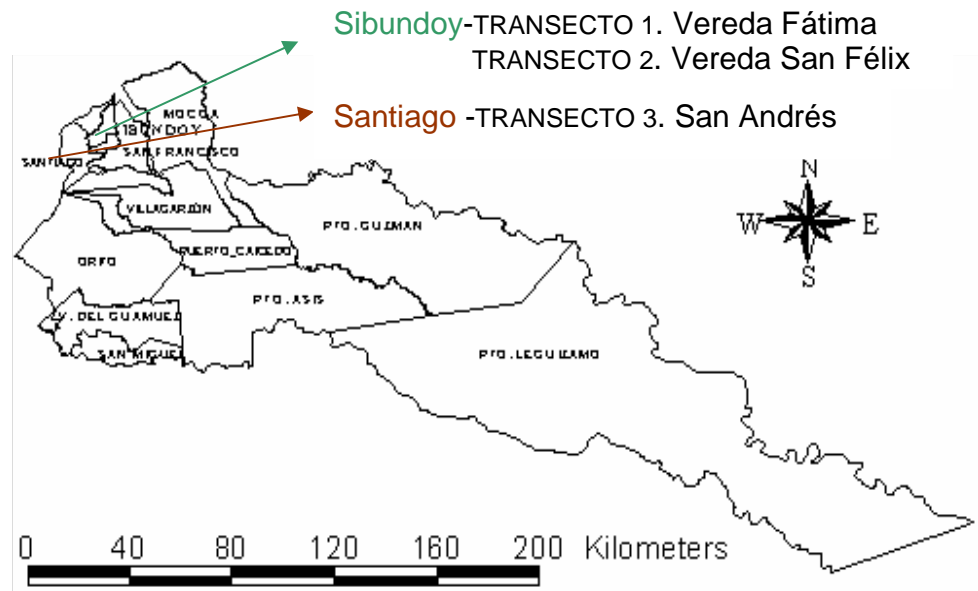 Sibundoy-TRANSECTO 1. Vereda Fátima
TRANSECTO 2. Vereda San Félix
Santiago -TRANSECTO 3. San Andrés
MOCOA
SIBUNDOY
SAN FRANCISCO
SANTIAGO
VILLAGARZON
PTO. GUZMAN
PUERTO_CAICEDO
ORITO
PTO. ASIS
V. DEL GUAMUEZ
SAN MIGUEL
PTO. LEGUIZAMO
N
W E
S
0 40 80 120 160 200 Kilometers